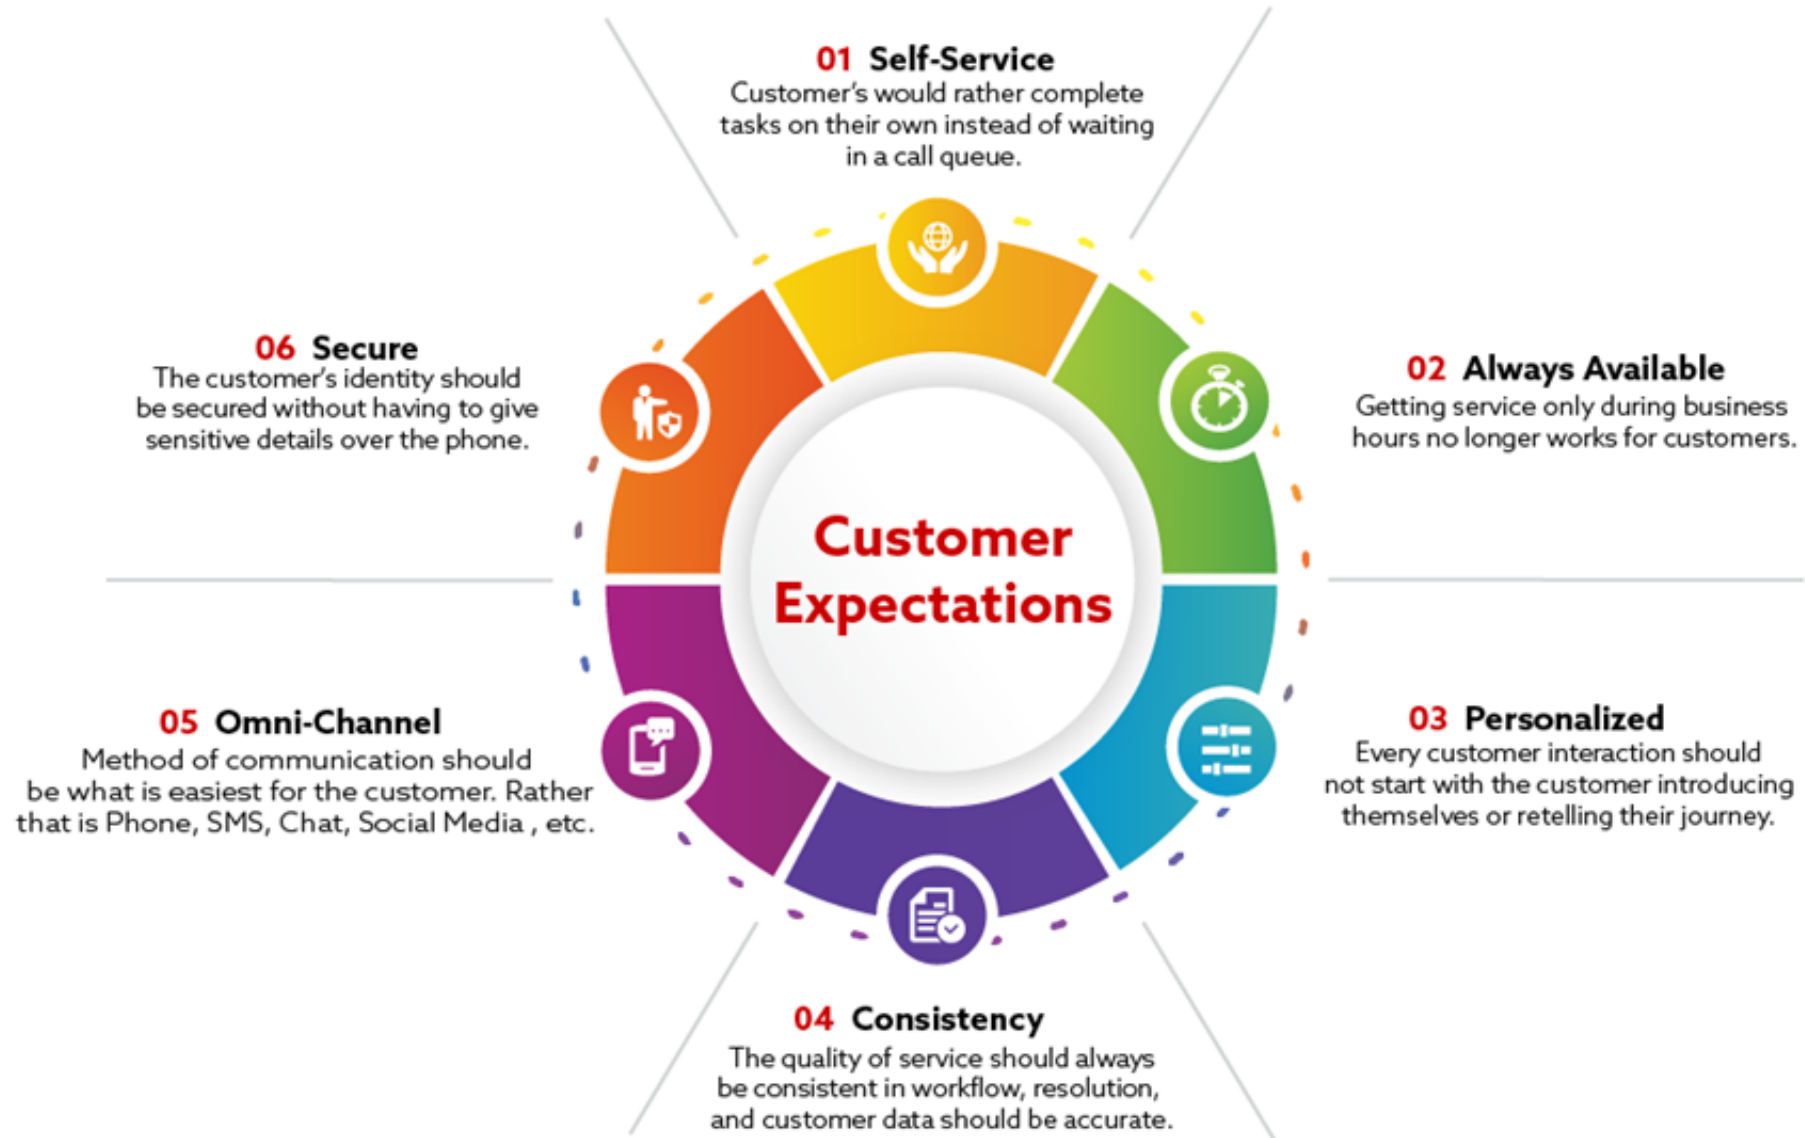 01 Self-Service
Customer's would rather complete
tasks on their own instead of waiting
in a call queue.
02 Always Available
Getting service only during business
hours no longer works for customers.
03 Personalized
Every customer interaction should
not start with the customer introducing
themselves or retelling their journey.
04 Consistency
The quality of service should always
be consistent in workflow, resolution,
and customer data should be accurate.
05 Omni-Channel
Method of communication should
be what is easiest for the customer. Rather
that is Phone, SMS, Chat, Social Media , etc.
06 Secure
The customer's identity should
be secured without having to give
sensitive details over the phone.
Customer
Expectations